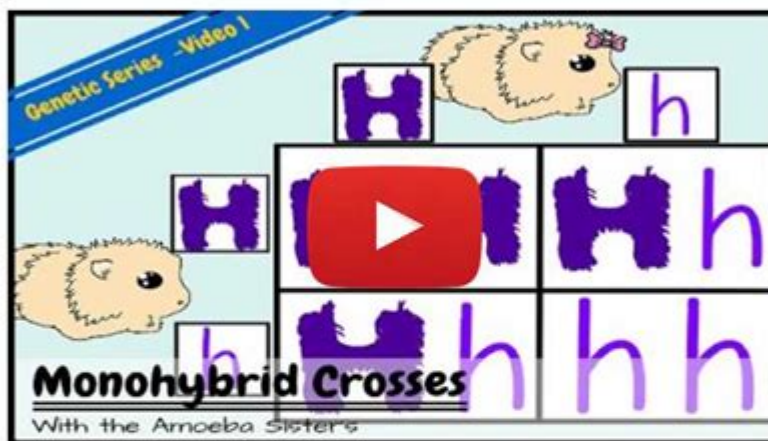 Genetic Series -Video 1
H h
H H H h
h H h h h
Monohybrid Crosses
With the Amoeba Sisters